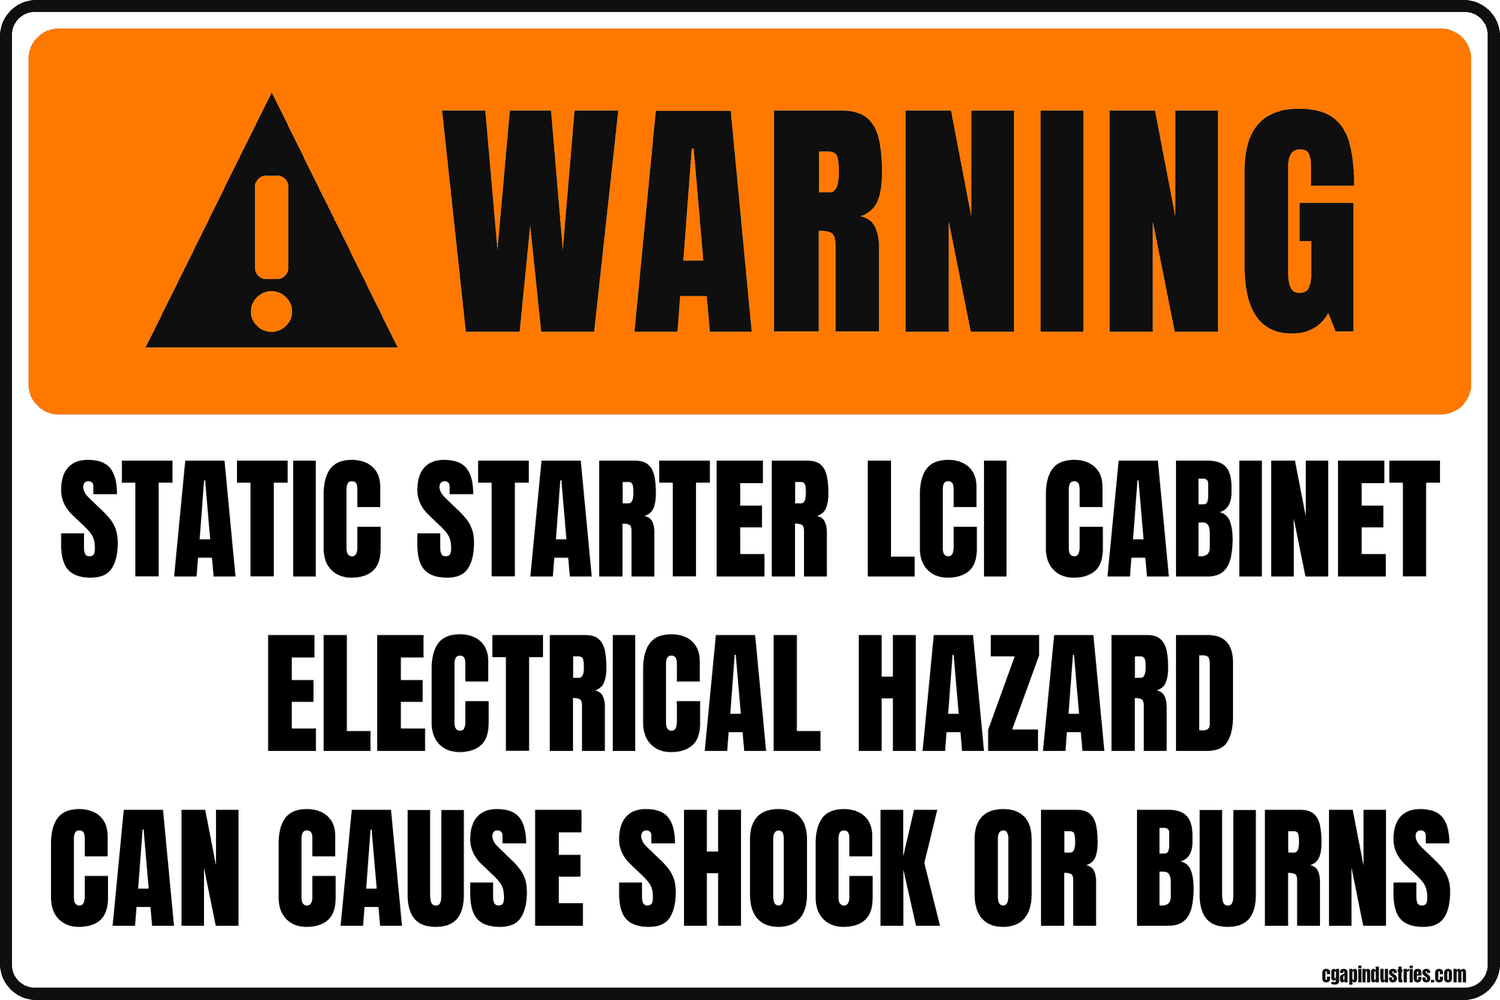 WARNING
STATIC STARTER LCI CABINET
ELECTRICAL HAZARD
CAN CAUSE SHOCK OR BURNS
cgapindustries.com